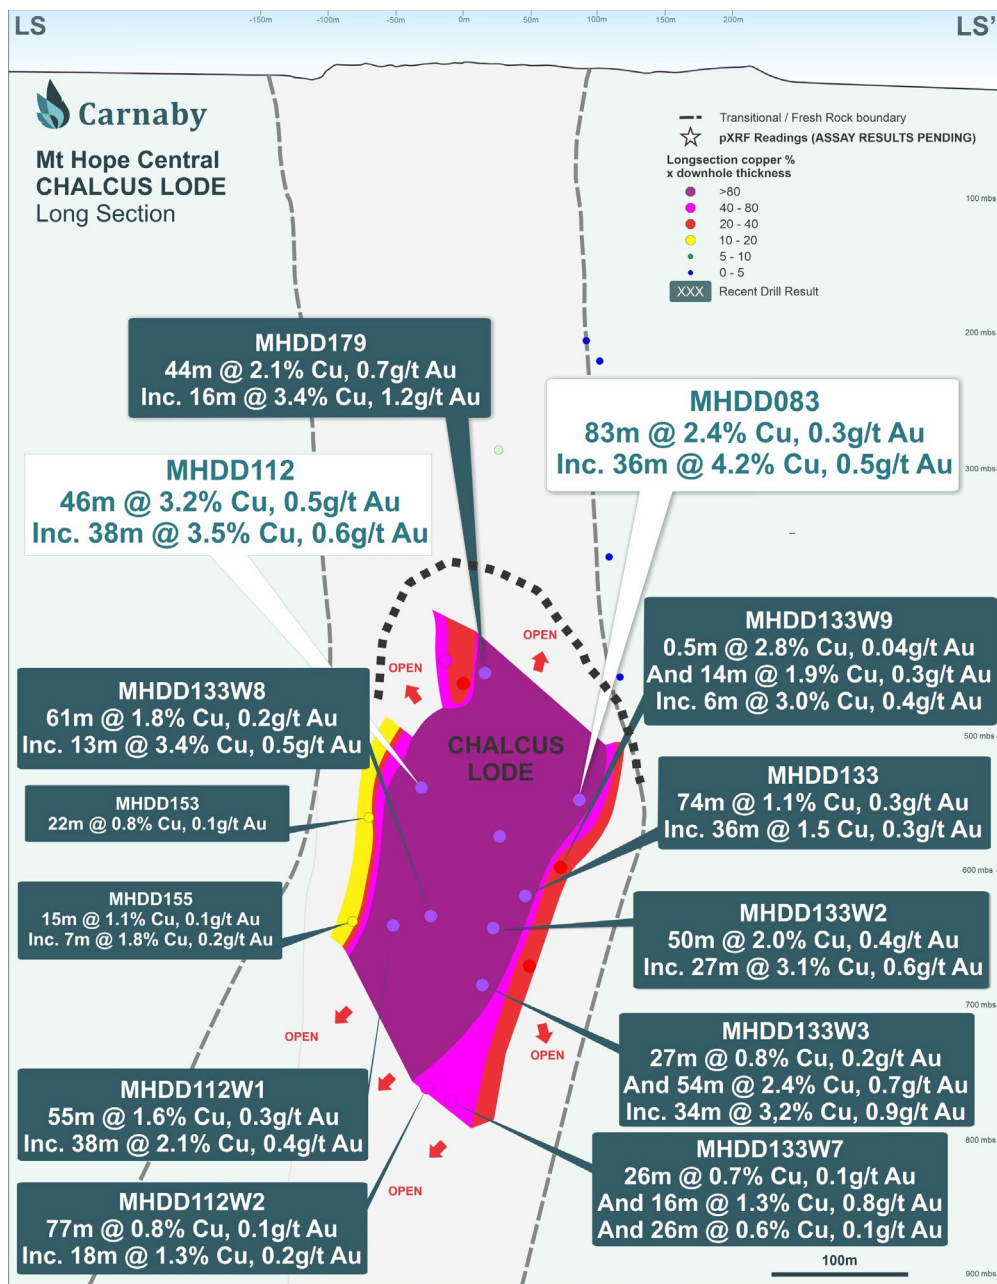 LS
-150m
-100m
-50m
0m
50m
100m
150m
200m
LS'
Carnaby
Mt Hope Central
CHALCUS LODE
Long Section
Transitional / Fresh Rock boundary
pXRF Readings (ASSAY RESULTS PENDING)
Longsection copper %
x downhole thickness
>80
40 - 80
20 - 40
10 - 20
5 - 10
0 - 5
XXX Recent Drill Result
100 mbs
200 mbs
300 mbs
500 mbs
600 mbs
700 mbs
800 mbs
900 mbs
MHDD179
44m @ 2.1% Cu, 0.7g/t Au
Inc. 16m @ 3.4% Cu, 1.2g/t Au
MHDD083
83m @ 2.4% Cu, 0.3g/t Au
Inc. 36m @ 4.2% Cu, 0.5g/t Au
MHDD112
46m @ 3.2% Cu, 0.5g/t Au
Inc. 38m @ 3.5% Cu, 0.6g/t Au
MHDD133W9
0.5m @ 2.8% Cu, 0.04g/t Au
And 14m @ 1.9% Cu, 0.3g/t Au
Inc. 6m @ 3.0% Cu, 0.4g/t Au
OPEN
OPEN
MHDD133W8
61m @ 1.8% Cu, 0.2g/t Au
Inc. 13m @ 3.4% Cu, 0.5g/t Au
CHALCUS
LODE
MHDD133
74m @ 1.1% Cu, 0.3g/t Au
Inc. 36m @ 1.5 Cu, 0.3g/t Au
MHDD153
22m @ 0.8% Cu, 0.1g/t Au
MHDD155
15m @ 1.1% Cu, 0.1g/t Au
Inc. 7m @ 1.8% Cu, 0.2g/t Au
MHDD133W2
50m @ 2.0% Cu, 0.4g/t Au
Inc. 27m @ 3.1% Cu, 0.6g/t Au
OPEN
OPEN
MHDD133W3
27m @ 0.8% Cu, 0.2g/t Au
And 54m @ 2.4% Cu, 0.7g/t Au
Inc. 34m @ 3,2% Cu, 0.9g/t Au
MHDD112W1
55m @ 1.6% Cu, 0.3g/t Au
Inc. 38m @ 2.1% Cu, 0.4g/t Au
MHDD133W7
26m @ 0.7% Cu, 0.1g/t Au
And 16m @ 1.3% Cu, 0.8g/t Au
And 26m @ 0.6% Cu, 0.1g/t Au
OPEN
MHDD112W2
77m @ 0.8% Cu, 0.1g/t Au
Inc. 18m @ 1.3% Cu, 0.2g/t Au
100m